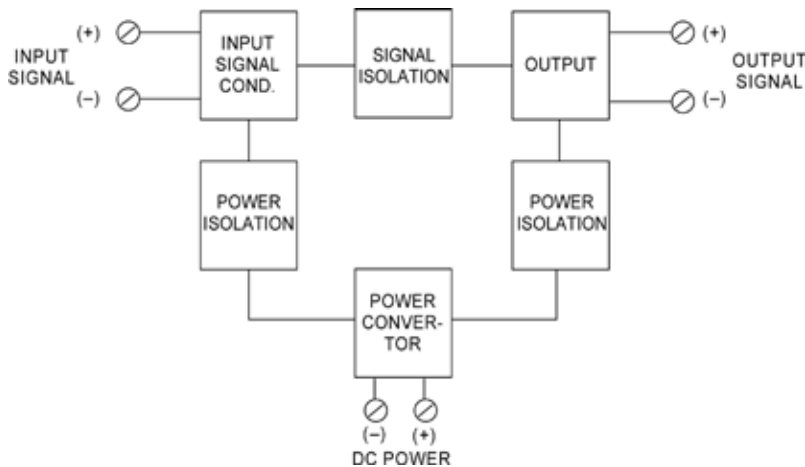 INPUT
SIGNAL
(+)
(–)
INPUT
SIGNAL
COND.
SIGNAL
ISOLATION
OUTPUT
(+)
(–)
OUTPUT
SIGNAL
POWER
ISOLATION
POWER
ISOLATION
POWER
CONVER-
TOR
(–)
(+)
DC POWER